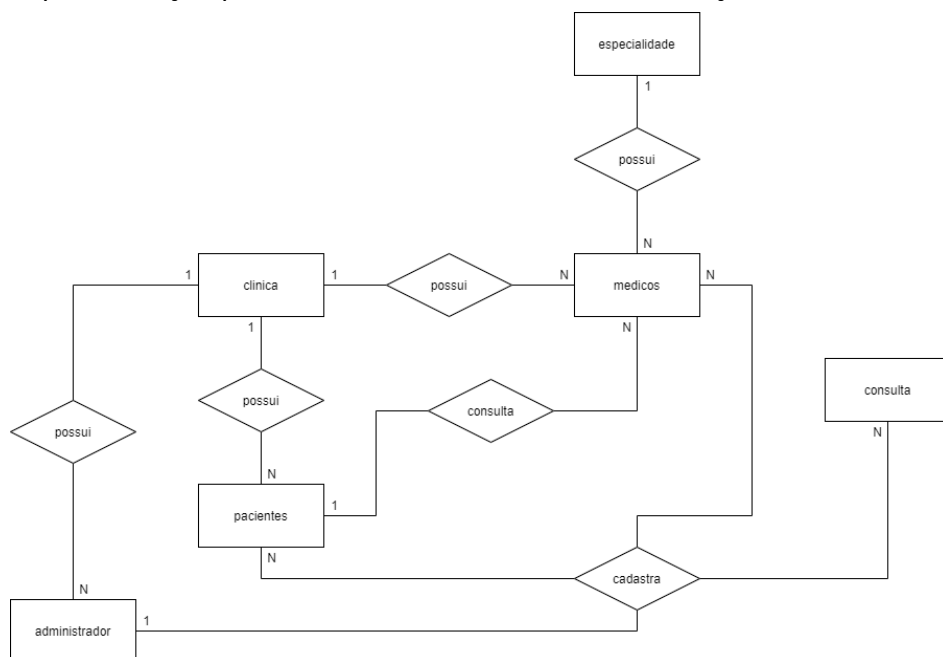 especialidade
1
possui
N
1
clinica
1
possui
N
medicos
N
1
N
possui
consulta
consulta
possui
N
N
pacientes
1
N
cadastra
N
administrador
1